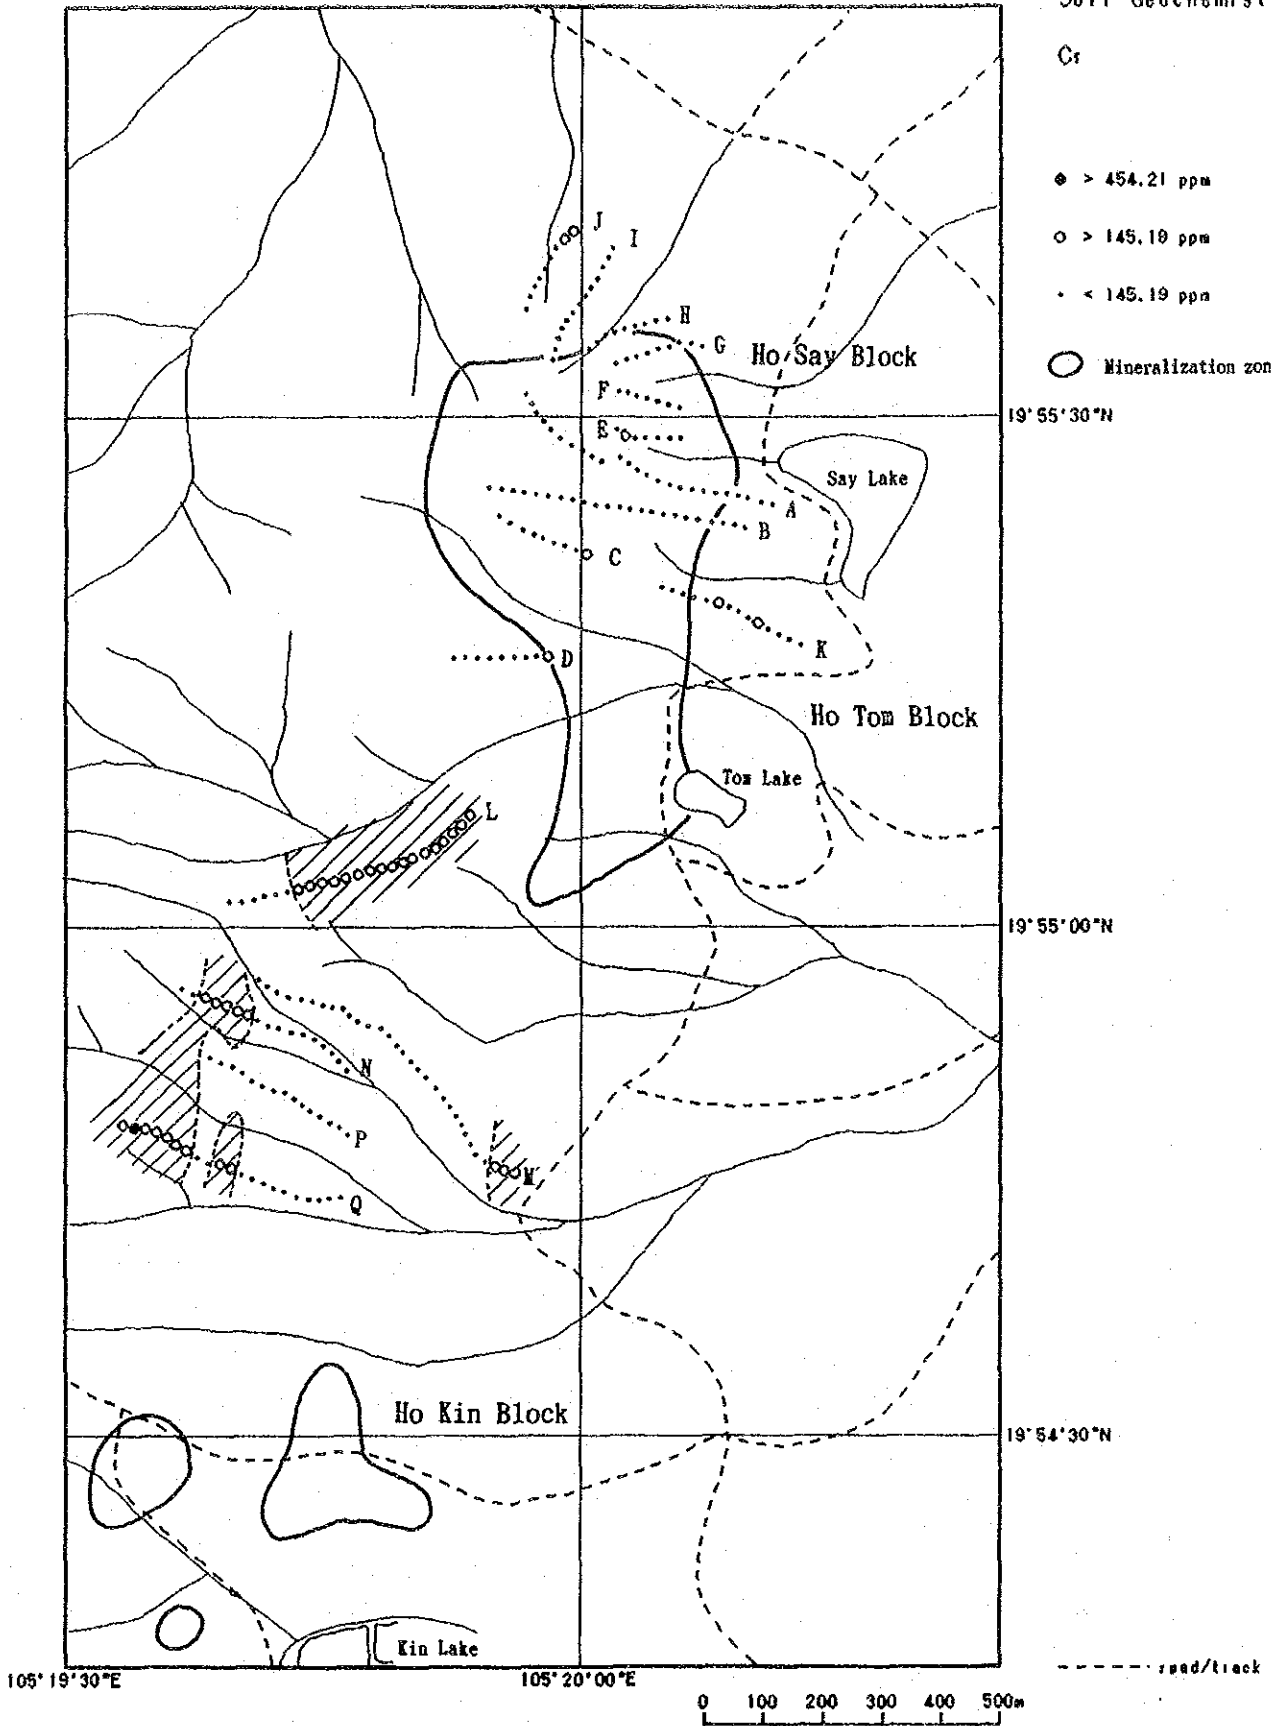 Cr
> 454.21 ppm
> 145.19 ppm
< 145.19 ppm
Mineralization zon
J
I
H
G
Ho Say Block
F
19°55'30"N
E
Say Lake
A
B
C
K
D
Ho Tom Block
Tom Lake
L
19°55'00"N
N
P
M
Q
Ho Kin Block
19°54'30"N
Kin Lake
105°19'30"E
105°20'00"E
road/track
0 100 200 300 400 500m